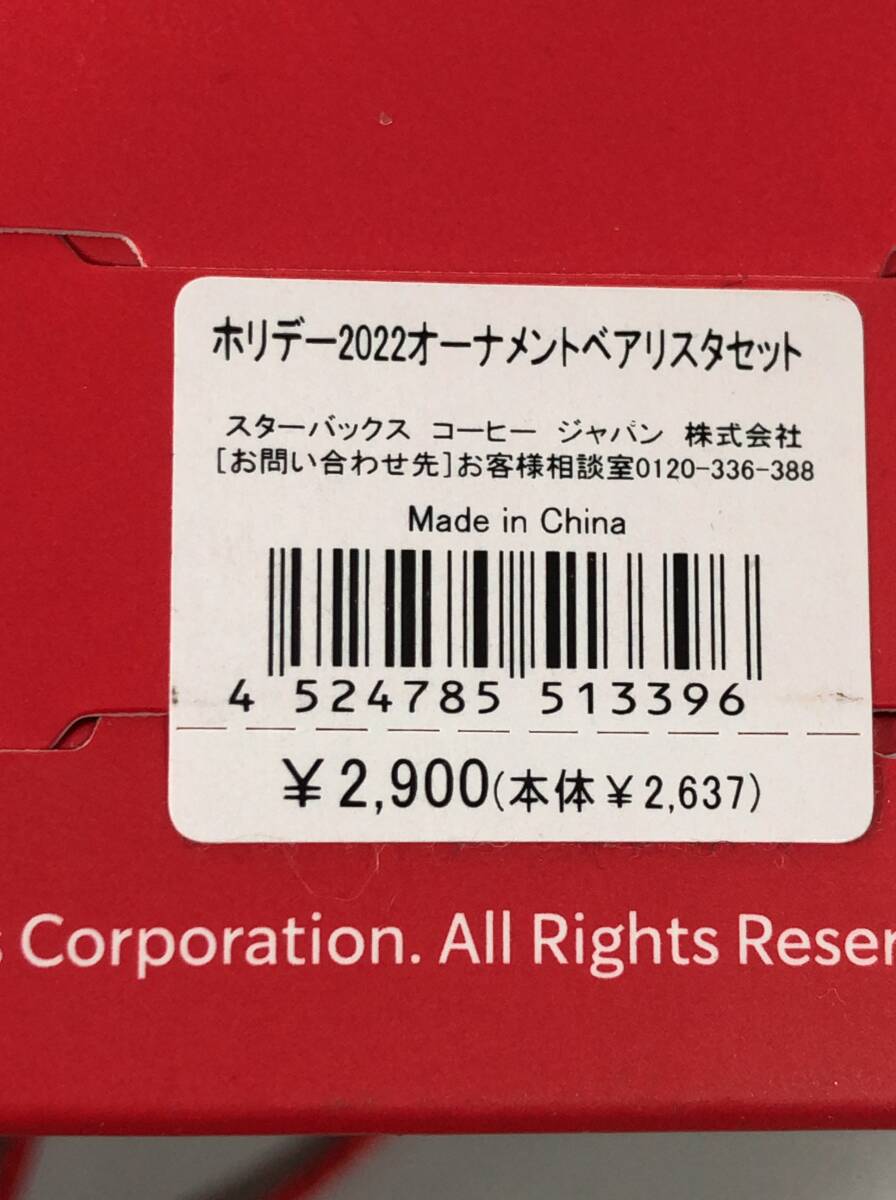 ホリデー2022オーナメントベアリスタセット
スターバックス コーヒー ジャパン 株式会社
[お問い合わせ先]お客様相談室0120-336-388
Made in China
4 524785 513396
¥2,900(本体¥2,637)
s Corporation. All Rights Reser